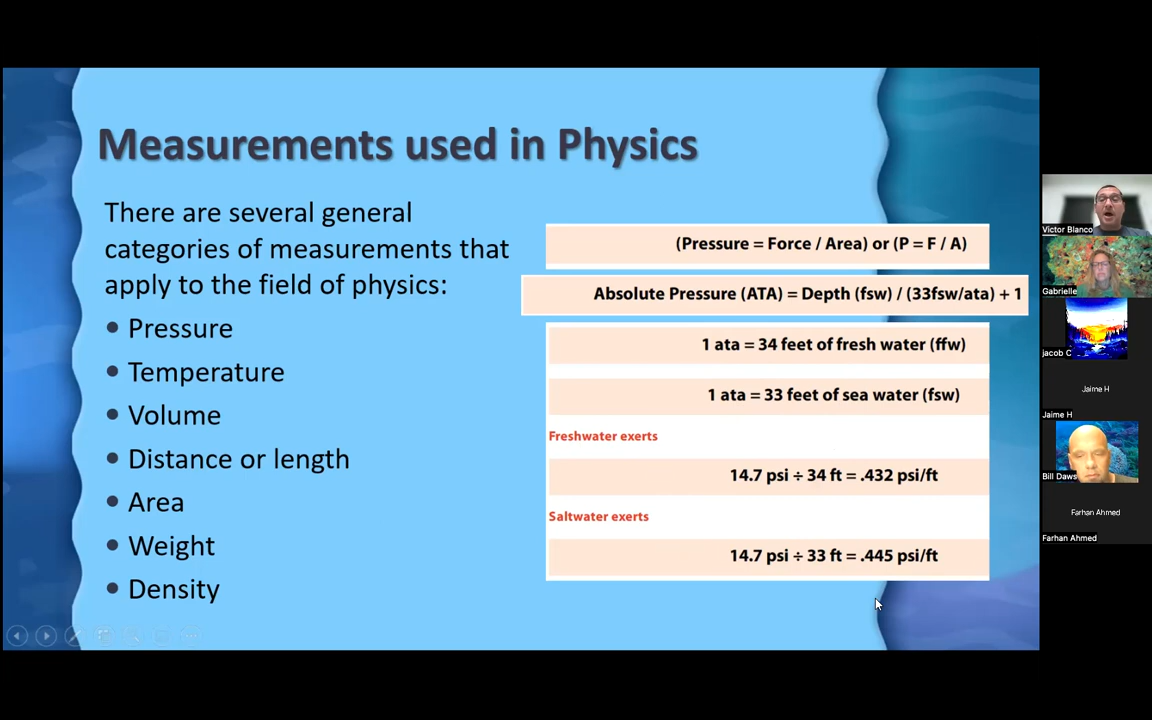 Measurements used in Physics
There are several general
categories of measurements that
apply to the field of physics:
• Pressure
• Temperature
• Volume
• Distance or length
• Area
• Weight
• Density
(Pressure = Force / Area) or (P = F / A)
Absolute Pressure (ATA) = Depth (fsw) / (33fsw/ata) + 1
1 ata = 34 feet of fresh water (ffw)
1 ata = 33 feet of sea water (fsw)
Freshwater exerts
14.7 psi ÷ 34 ft = .432 psi/ft
Saltwater exerts
14.7 psi ÷ 33 ft = .445 psi/ft
Victor Blanco
Gabrielle
jacob C
Jaime H
Jaime H
Bill Daws
Farhan Ahmed
Farhan Ahmed